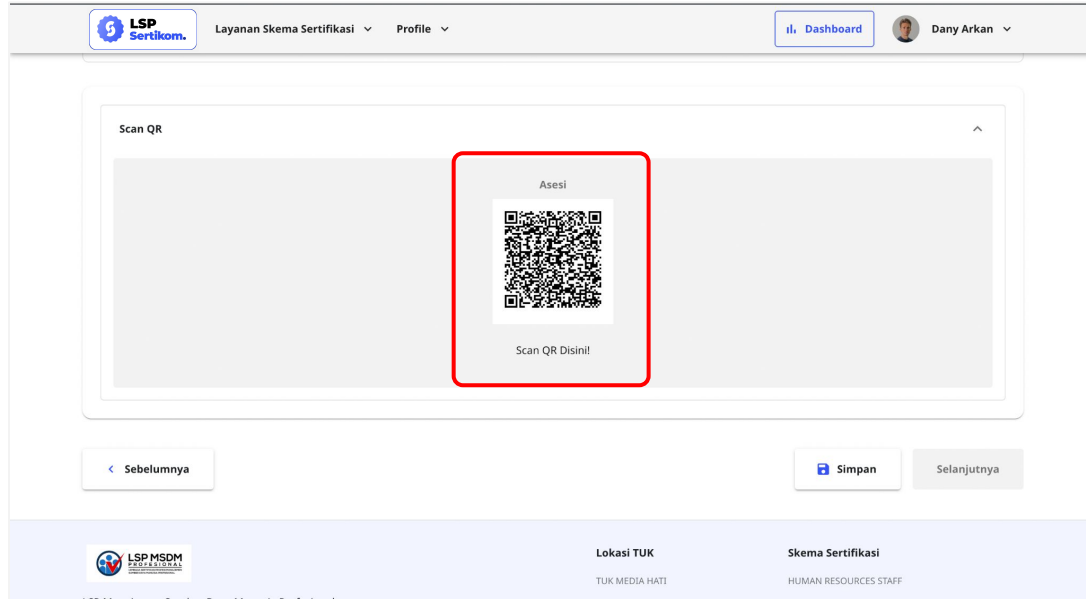 LSP
Sertikom.
Layanan Skema Sertifikasi
Profile
Dashboard
Dany Arkan
Scan QR
Asesi
Scan QR Disini!
Sebelumnya
Simpan
Selanjutnya
LSP MSDM
PROFESIONAL
Lokasi TUK
Skema Sertifikasi
TUK MEDIA HATI
HUMAN RESOURCES STAFF